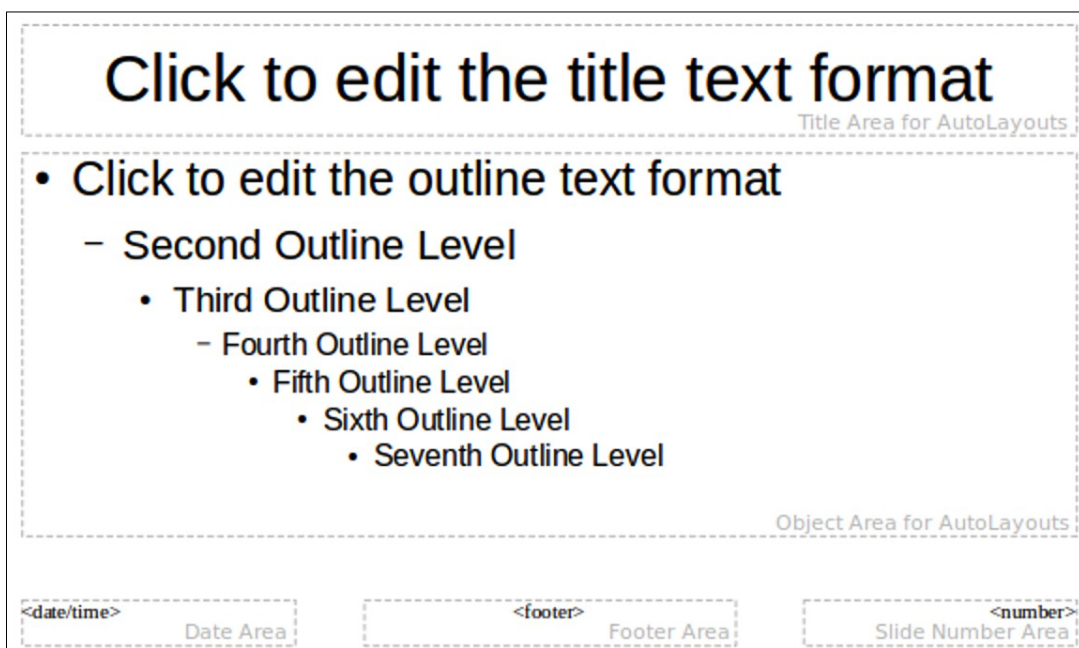 Click to edit the title text format
Title Area for AutoLayouts
• Click to edit the outline text format
– Second Outline Level
• Third Outline Level
– Fourth Outline Level
• Fifth Outline Level
• Sixth Outline Level
• Seventh Outline Level
Object Area for AutoLayouts
<date/time>
Date Area
<footer>
Footer Area
<number>
Slide Number Area